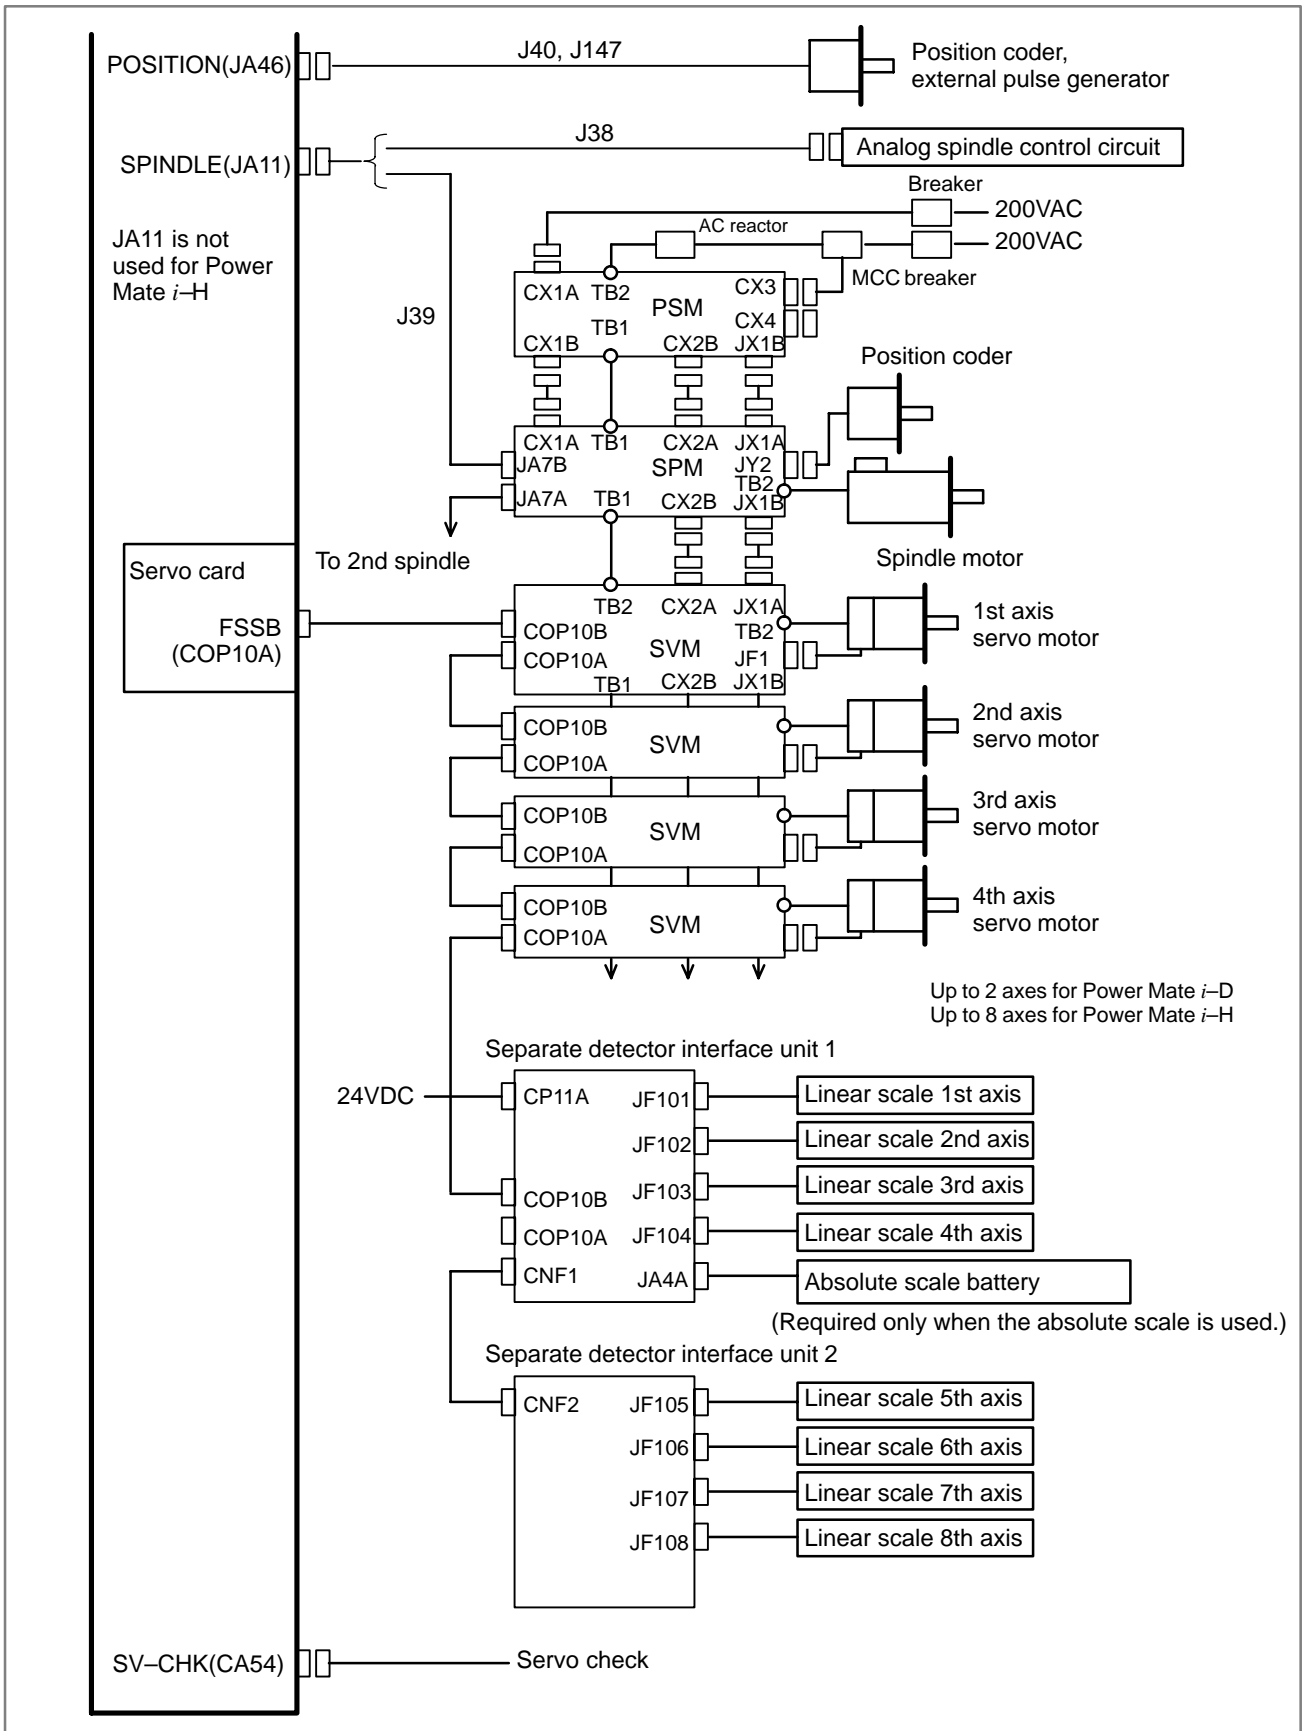 POSITION(JA46)
J40, J147
Position coder,
external pulse generator
SPINDLE(JA11)
J38
Analog spindle control circuit
JA11 is not
used for Power
Mate i–H
J39
Breaker
200VAC
AC reactor
200VAC
MCC breaker
CX1A
TB2
CX3
PSM
CX4
TB1
CX1B
CX2B
JX1B
Position coder
CX1A
TB1
CX2A
JX1A
JA7B
SPM
JY2
TB2
JA7A
TB1
CX2B
JX1B
To 2nd spindle
Spindle motor
Servo card
FSSB
(COP10A)
TB2
CX2A
JX1A
COP10B
TB2
SVM
COP10A
JF1
TB1
CX2B
JX1B
1st axis
servo motor
COP10B
SVM
COP10A
2nd axis
servo motor
COP10B
SVM
COP10A
3rd axis
servo motor
COP10B
SVM
COP10A
4th axis
servo motor
Up to 2 axes for Power Mate i–D
Up to 8 axes for Power Mate i–H
Separate detector interface unit 1
24VDC
CP11A
JF101
Linear scale 1st axis
JF102
Linear scale 2nd axis
COP10B
JF103
Linear scale 3rd axis
COP10A
JF104
Linear scale 4th axis
CNF1
JA4A
Absolute scale battery
(Required only when the absolute scale is used.)
Separate detector interface unit 2
CNF2
JF105
Linear scale 5th axis
JF106
Linear scale 6th axis
JF107
Linear scale 7th axis
JF108
Linear scale 8th axis
SV–CHK(CA54)
Servo check